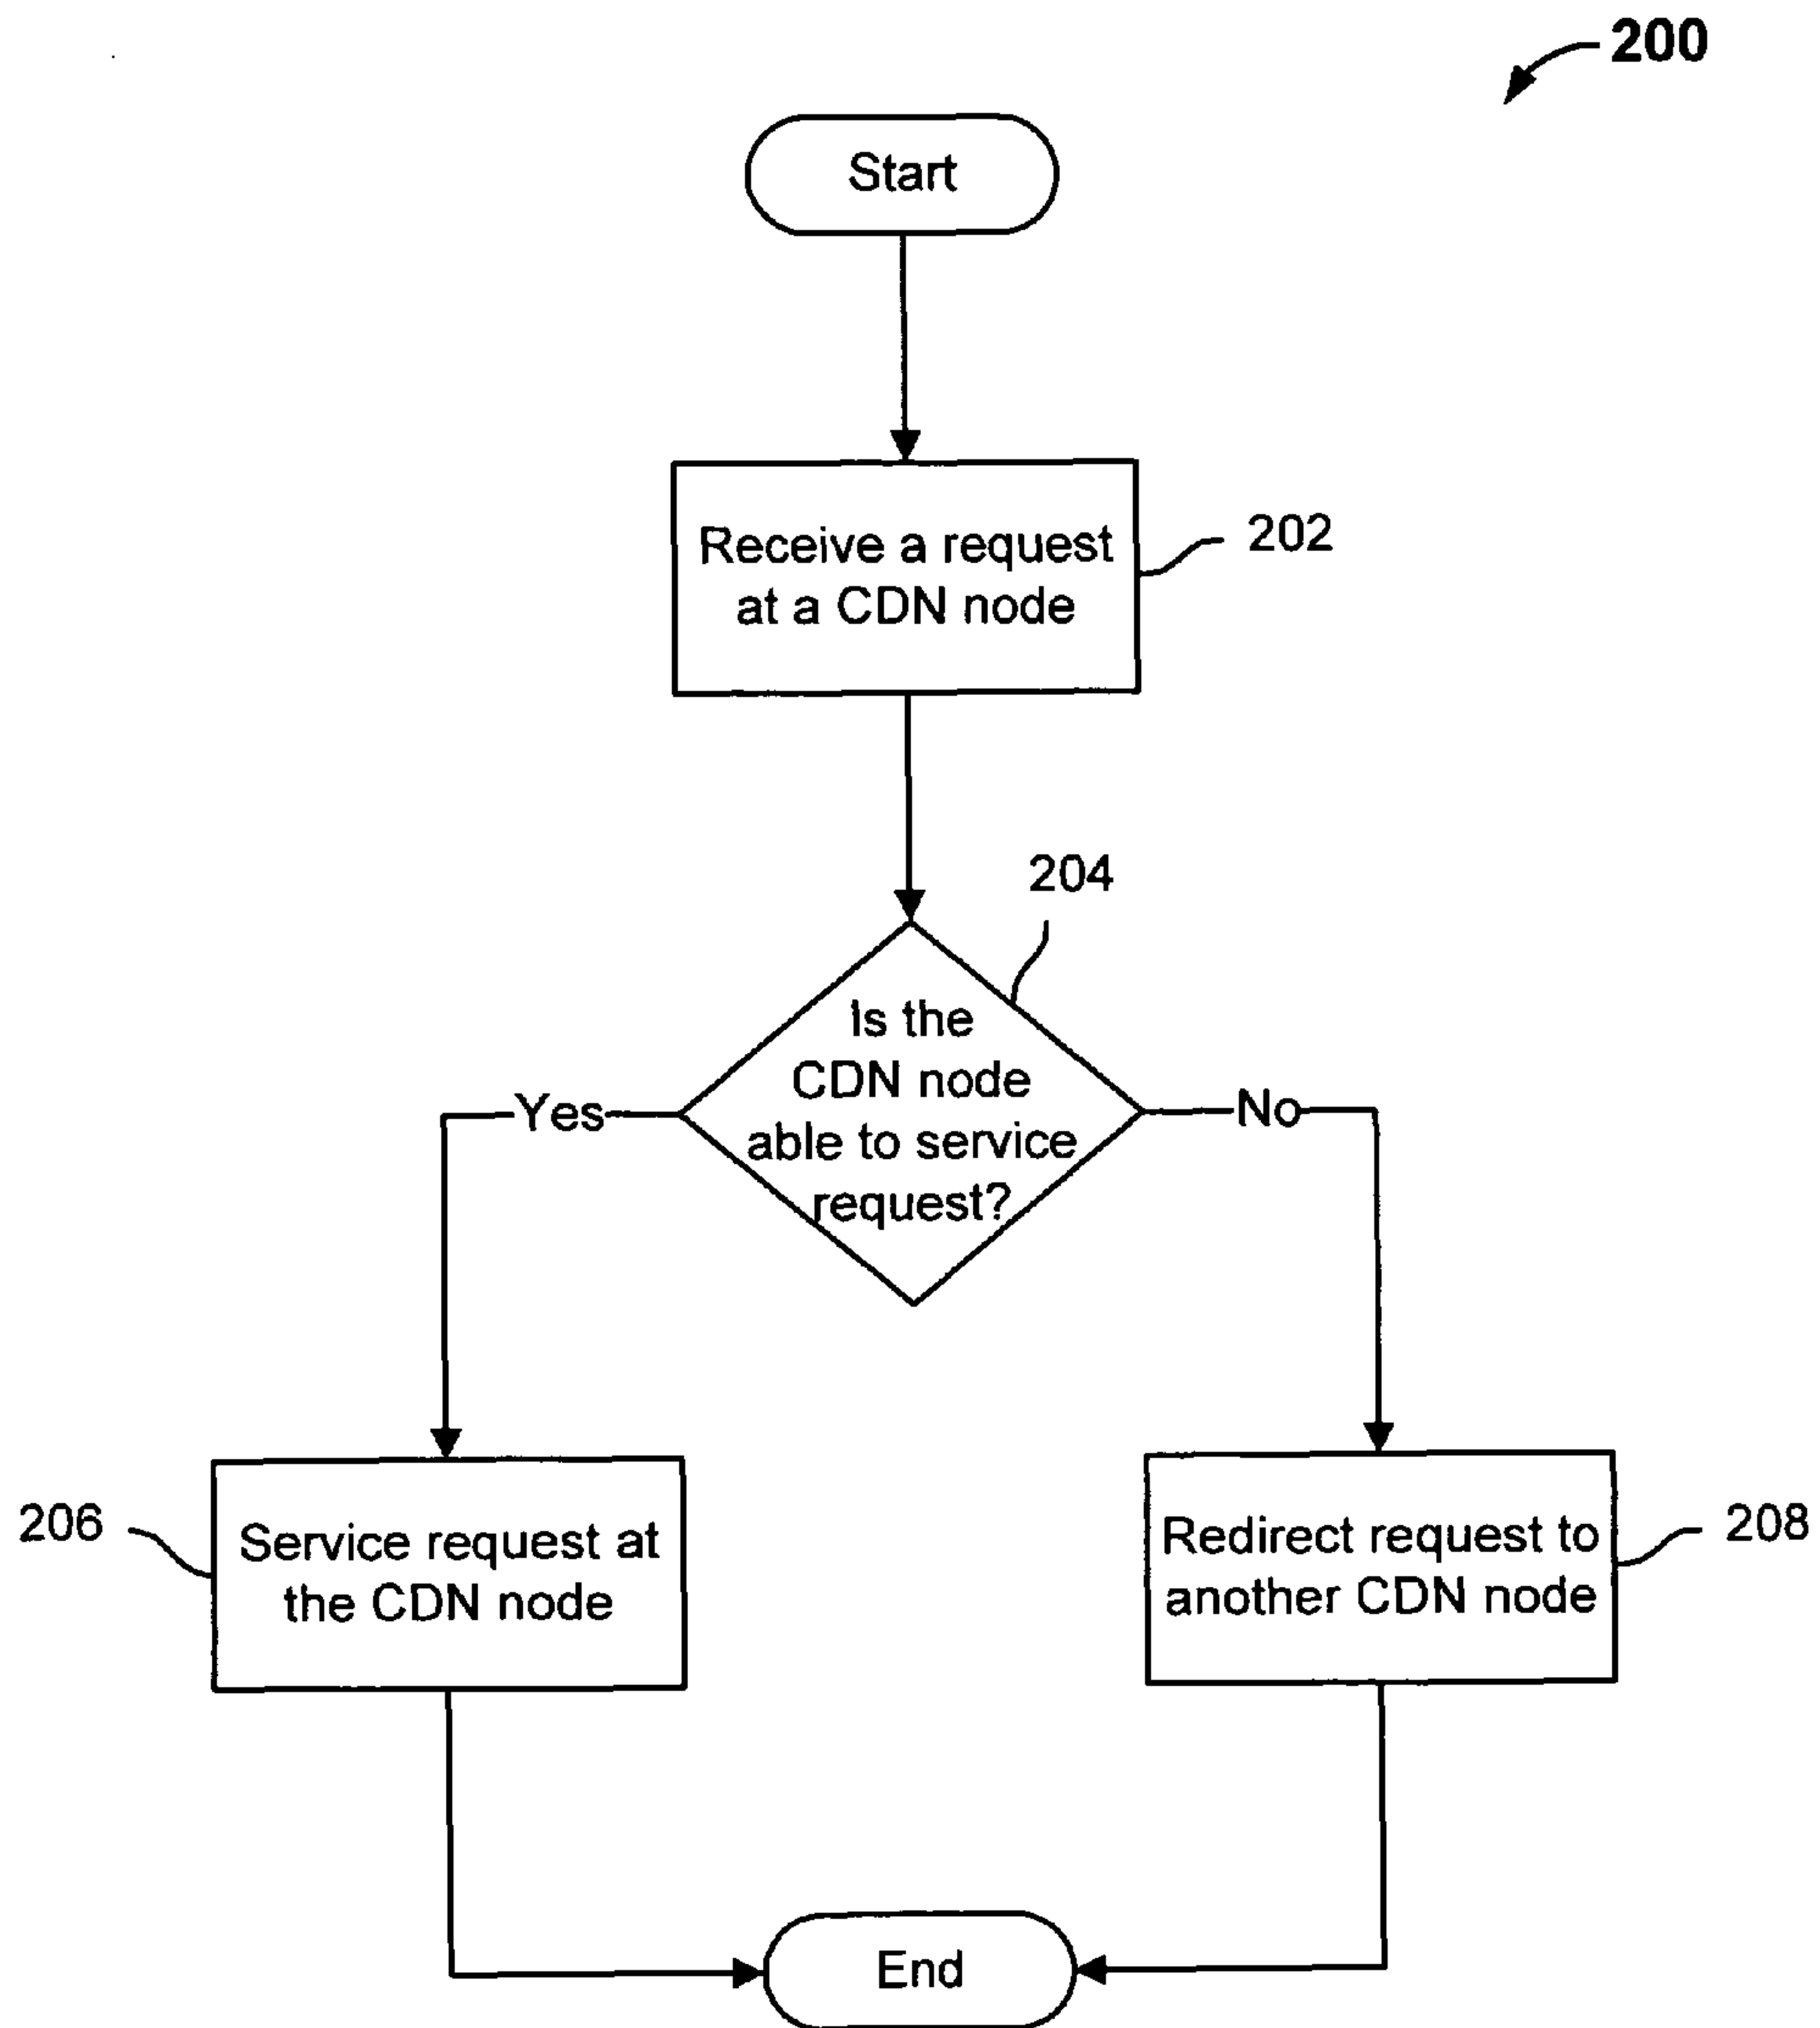 200
Start
Receive a request
at a CDN node
202
204
Is the
CDN node
able to service
request?
Yes
No
206
Service request at
the CDN node
Redirect request to
another CDN node
208
End